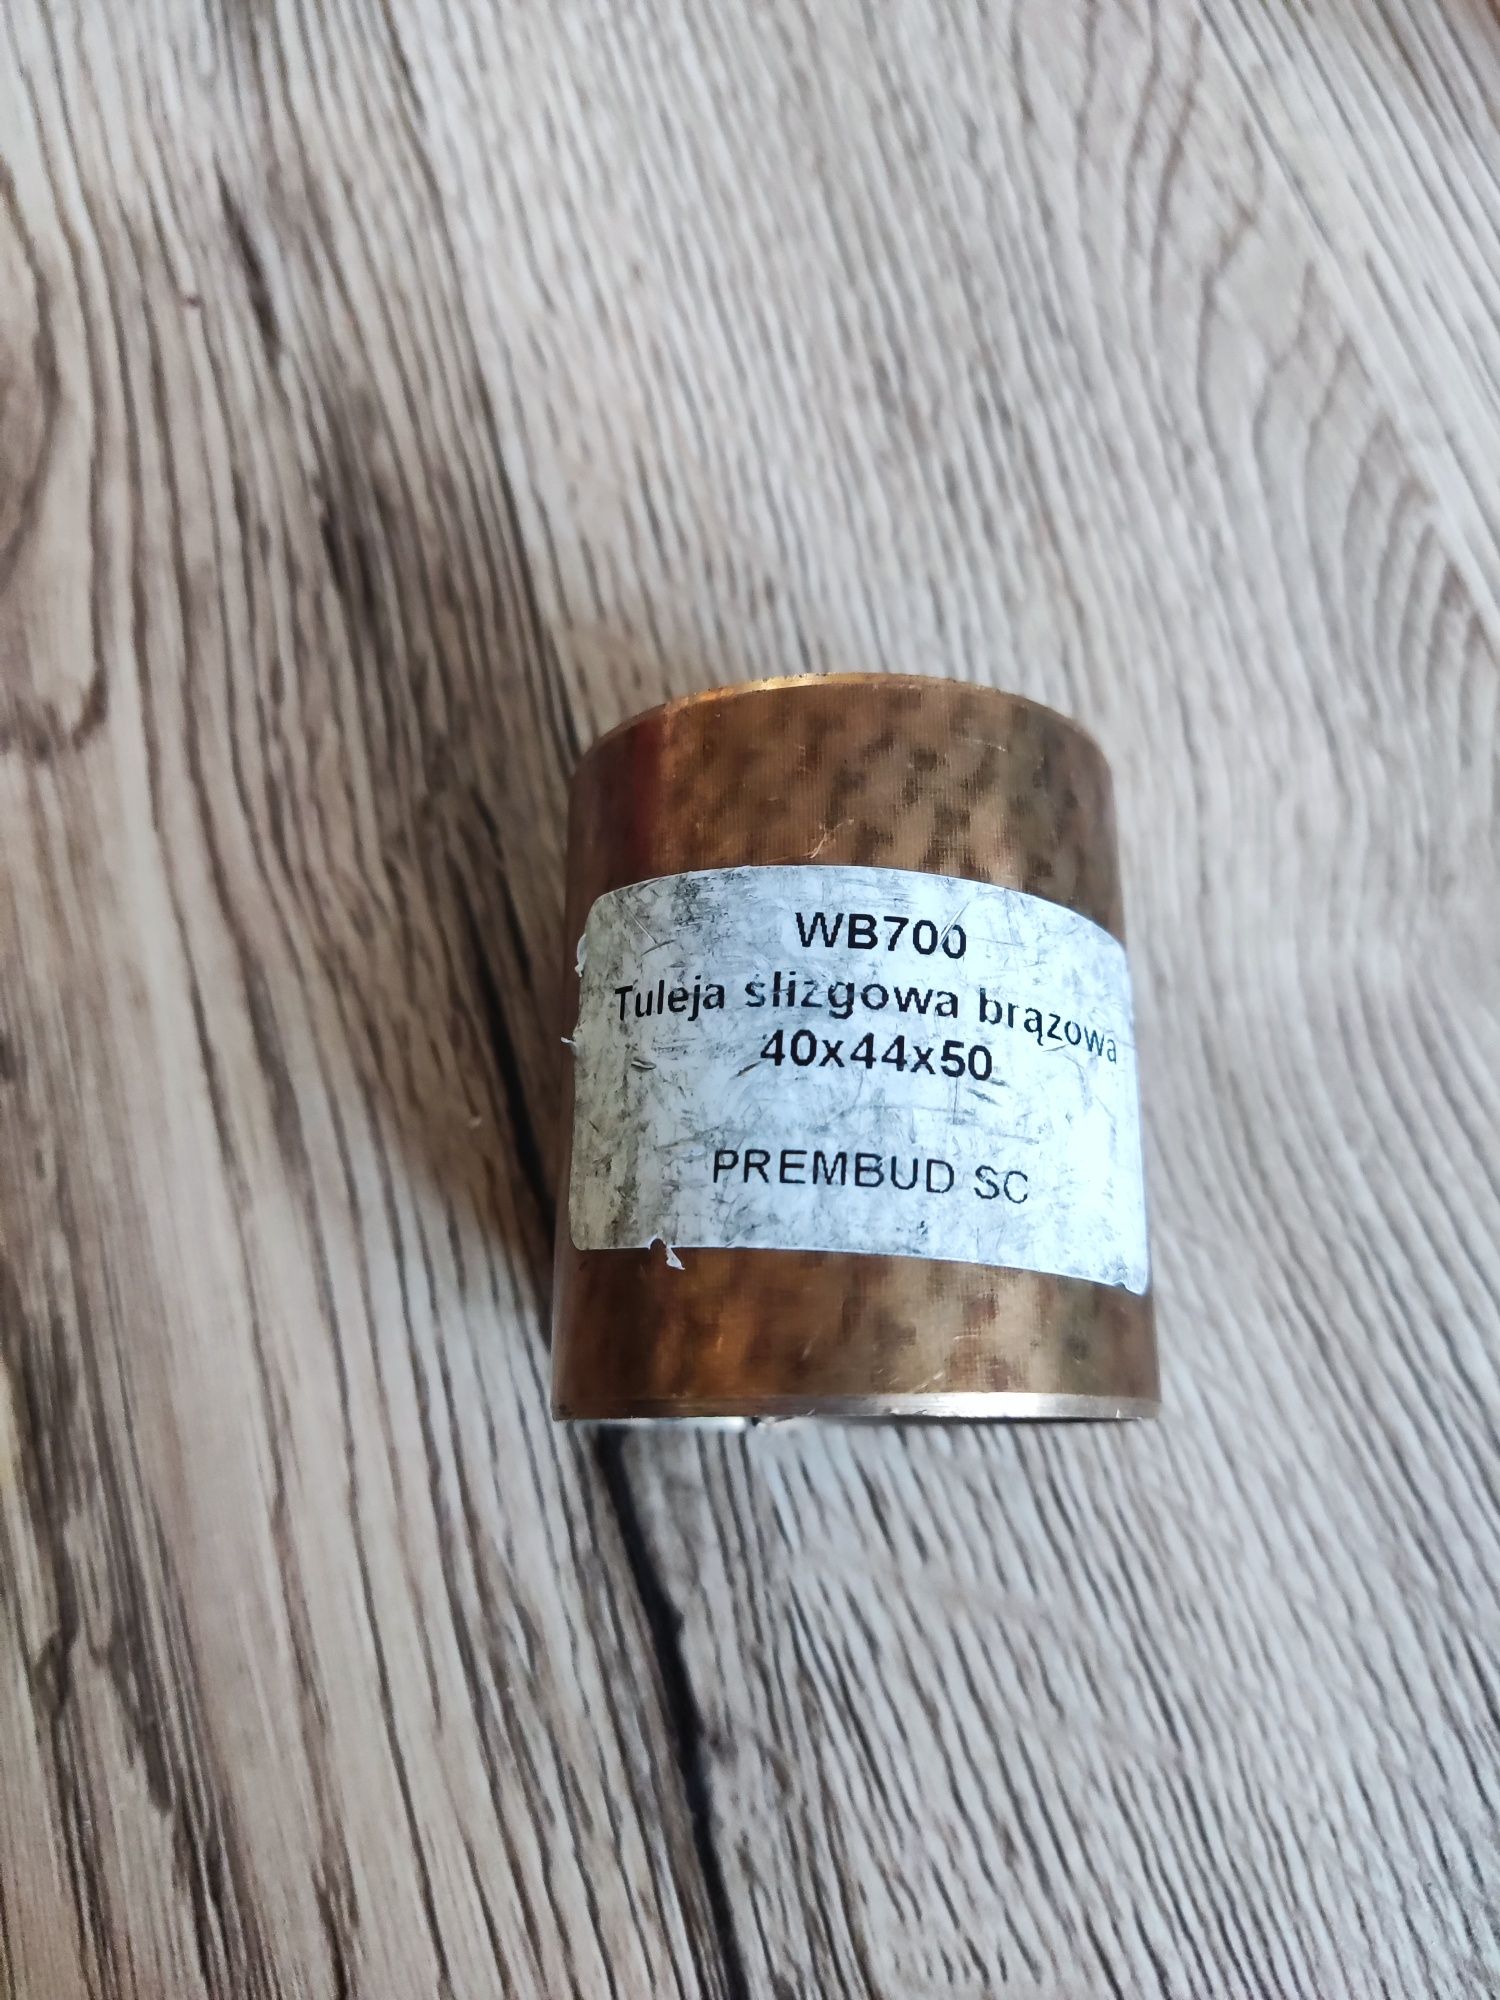 WB700
Tuleja ślizgowa brązowa
40x44x50
PREMBUD SC